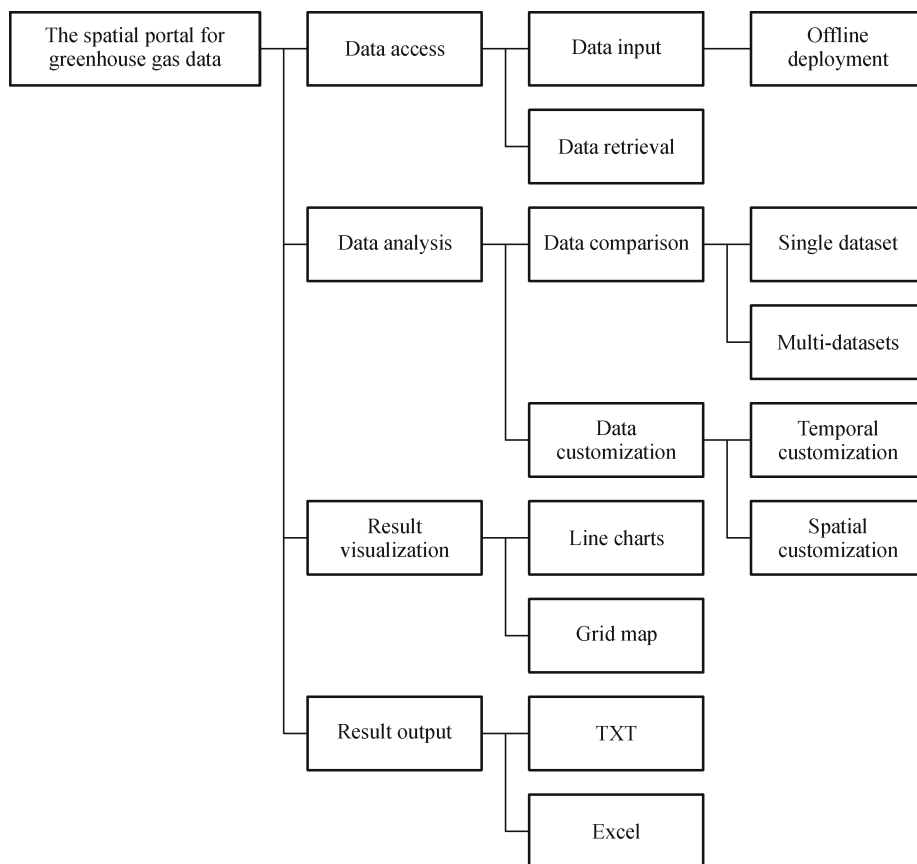 The spatial portal for
greenhouse gas data
Data access
Data input
Offline
deployment
Data retrieval
Data analysis
Data comparison
Single dataset
Multi-datasets
Data
customization
Temporal
customization
Spatial
customization
Result
visualization
Line charts
Grid map
Result output
TXT
Excel